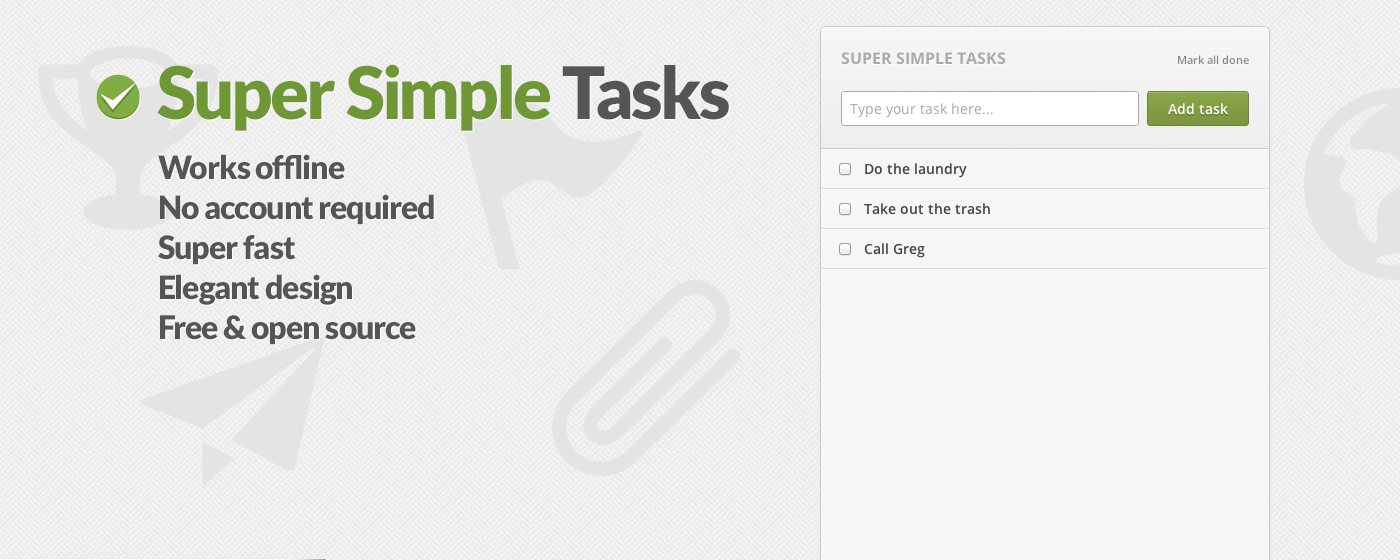 Super Simple Tasks
Works offline
No account required
Super fast
Elegant design
Free & open source
SUPER SIMPLE TASKS
Mark all done
Type your task here...
Add task
Do the laundry
Take out the trash
Call Greg